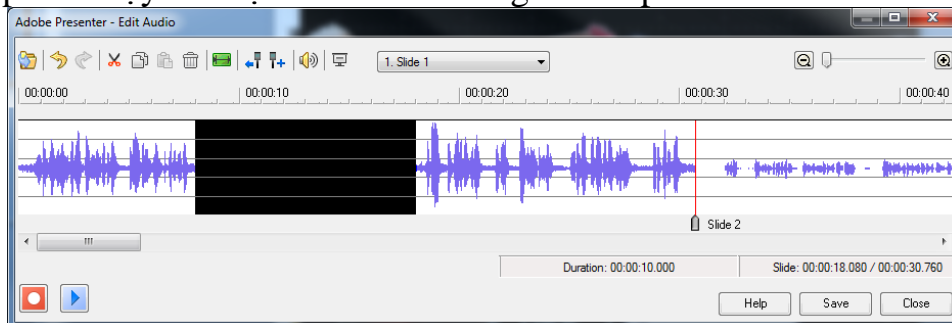 Adobe Presenter - Edit Audio
1. Slide 1
00:00:00 00:00:10 00:00:20 00:00:30 00:00:40
Slide 2
Duration: 00:00:10.000 Slide: 00:00:18.080 / 00:00:30.760
Help Save Close